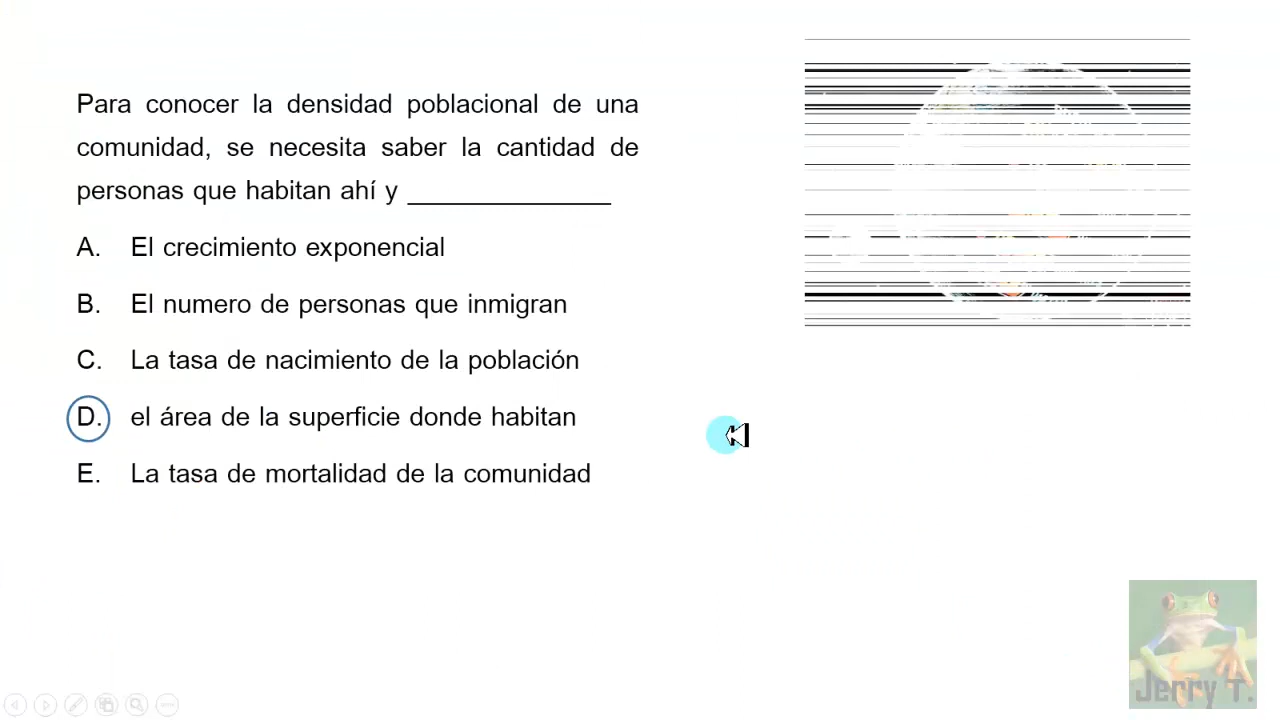 Para conocer la densidad poblacional de una
comunidad, se necesita saber la cantidad de
personas que habitan ahí y ______________
A. El crecimiento exponencial
B. El numero de personas que inmigran
C. La tasa de nacimiento de la población
D. el área de la superficie donde habitan
E. La tasa de mortalidad de la comunidad
Jerry T.